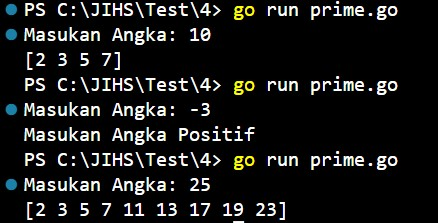 PS C:\JIHS\Test\4> go run prime.go
Masukan Angka: 10
[2 3 5 7]
PS C:\JIHS\Test\4> go run prime.go
Masukan Angka: -3
Masukan Angka Positif
PS C:\JIHS\Test\4> go run prime.go
Masukan Angka: 25
[2 3 5 7 11 13 17 19 23]